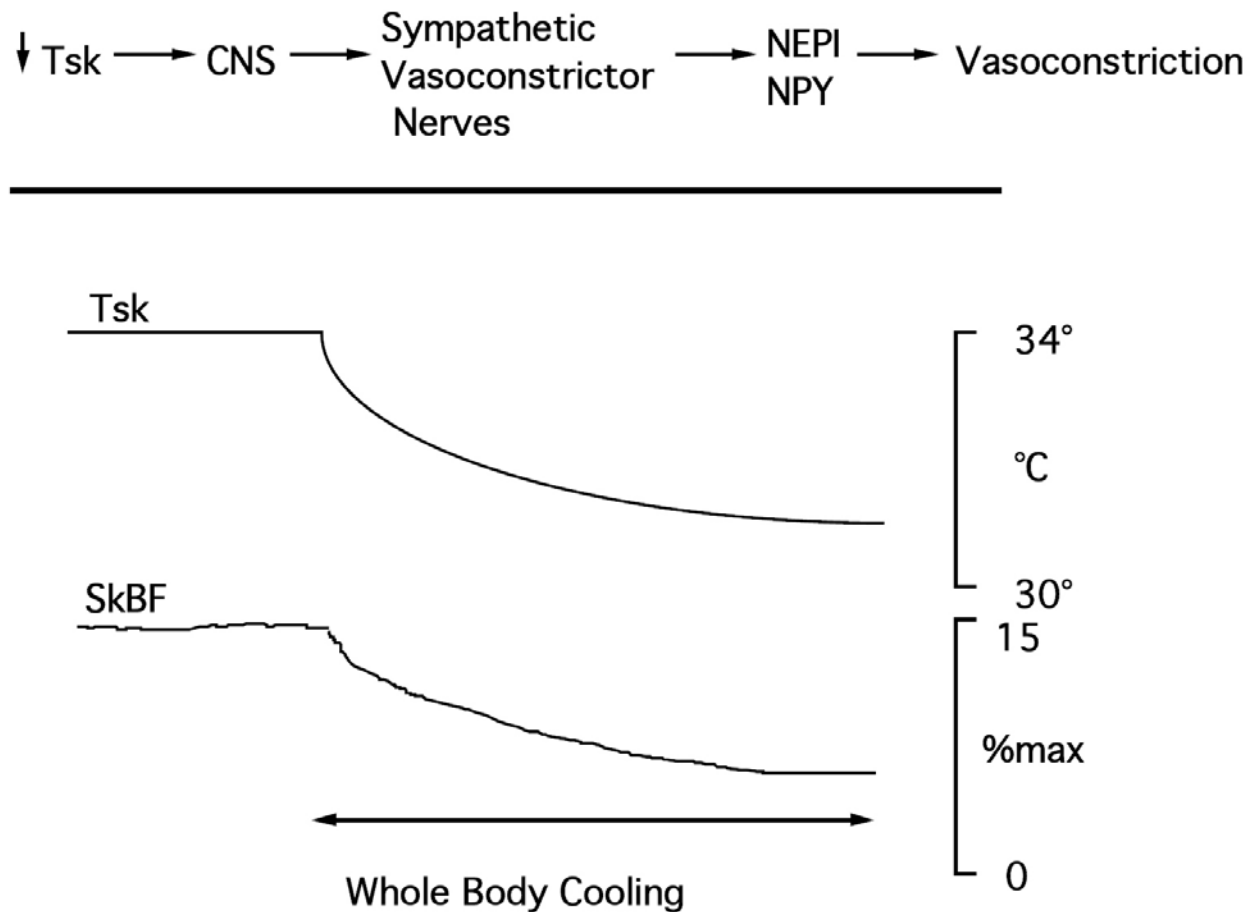 Tsk CNS Sympathetic Vasoconstrictor Nerves NEPI NPY Vasoconstriction
Tsk
34°
°C
30°
SkBF
15
%max
0
Whole Body Cooling